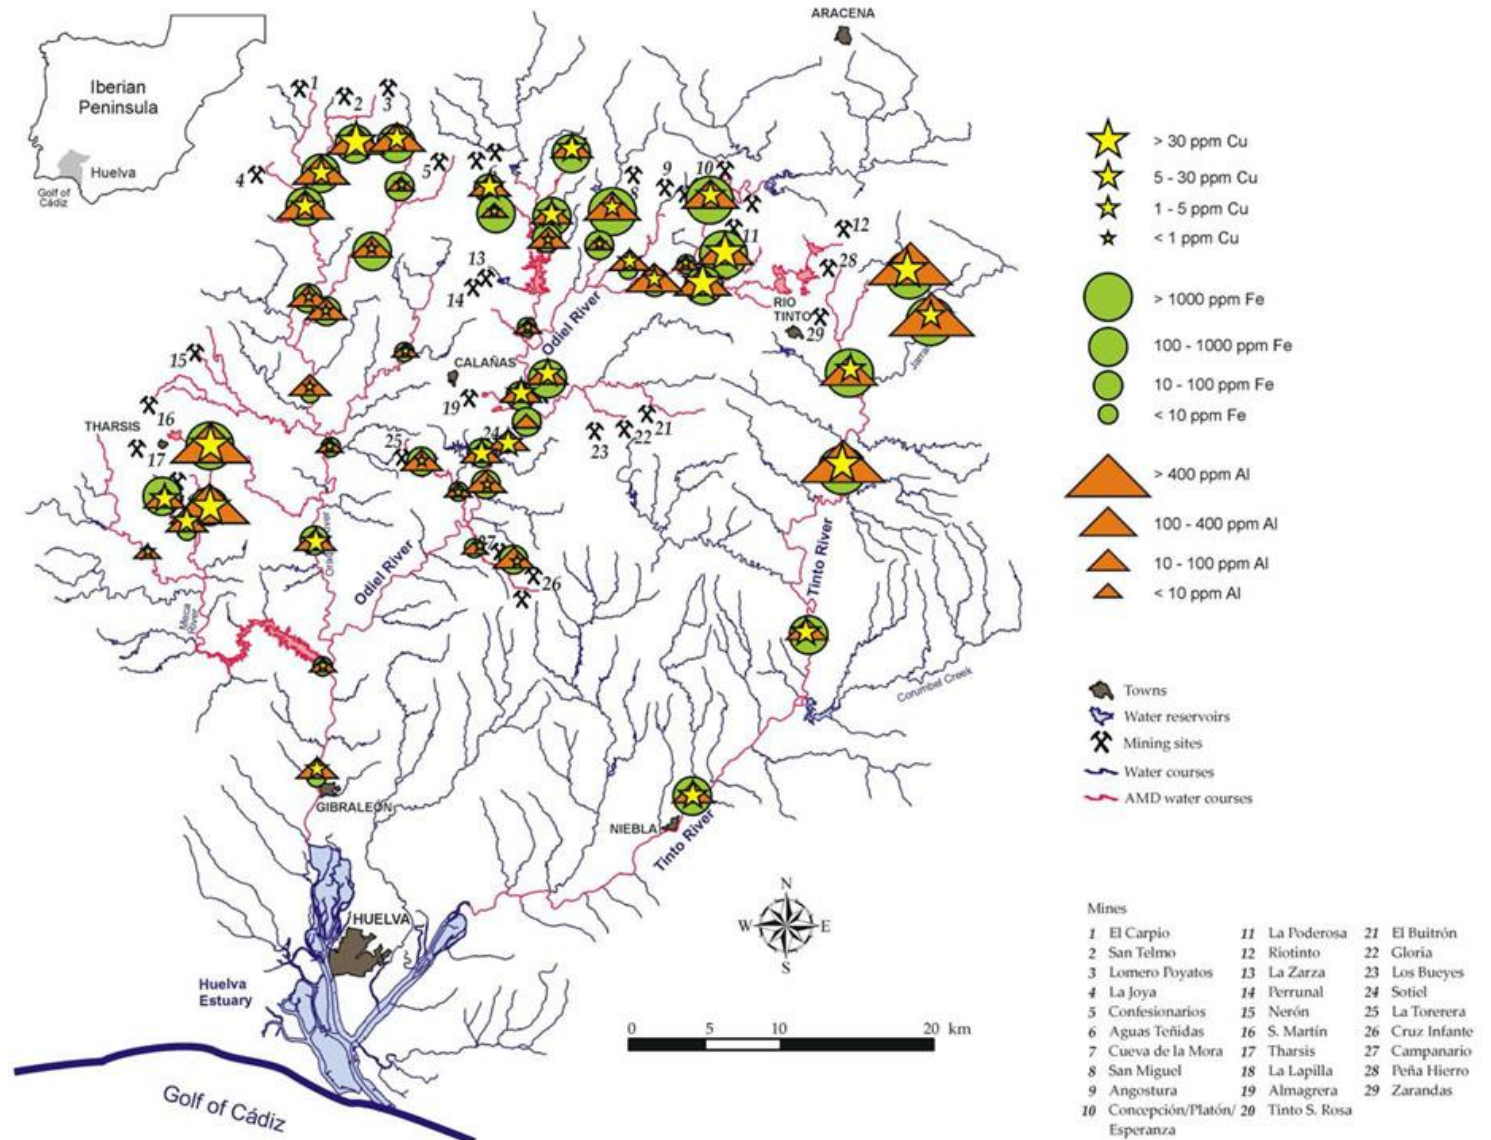 ARACENA
Iberian
Peninsula
Huelva
Golf of
Cádiz
1
2
3
4
5
6
8
9
10
11
12
13
14
28
29
RIO
TINTO
Odiel River
CALAÑAS
15
16
17
THARSIS
19
21
22
23
24
25
26
27
Odiel River
Meca
River
Tinto River
Corumbel Creek
GIBRALEÓN
NIEBLA
Tinto River
HUELVA
Huelva
Estuary
Golf of Cádiz
N
W E
S
0 5 10 20 km
> 30 ppm Cu
5 - 30 ppm Cu
1 - 5 ppm Cu
< 1 ppm Cu
> 1000 ppm Fe
100 - 1000 ppm Fe
10 - 100 ppm Fe
< 10 ppm Fe
> 400 ppm Al
100 - 400 ppm Al
10 - 100 ppm Al
< 10 ppm Al
Towns
Water reservoirs
Mining sites
Water courses
AMD water courses
Mines
1 El Carpio 11 La Poderosa 21 El Buitrón
2 San Telmo 12 Riotinto 22 Gloria
3 Lomero Poyatos 13 La Zarza 23 Los Bueyes
4 La Joya 14 Perrunal 24 Sotiel
5 Confesionarios 15 Nerón 25 La Torerera
6 Aguas Teñidas 16 S. Martín 26 Cruz Infante
7 Cueva de la Mora 17 Tharsis 27 Campanario
8 San Miguel 18 La Lapilla 28 Peña Hierro
9 Angostura 19 Almagrera 29 Zarandas
10 Concepción/Platón/ 20 Tinto S. Rosa
Esperanza